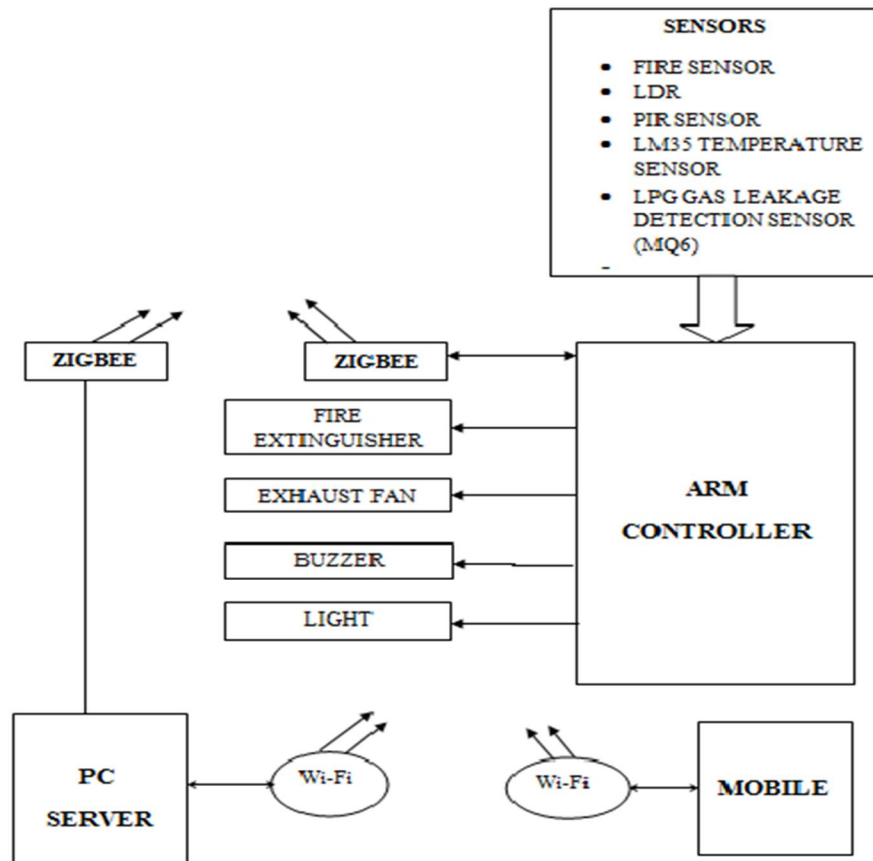 SENSORS
• FIRE SENSOR
• LDR
• PIR SENSOR
• LM35 TEMPERATURE
SENSOR
• LPG GAS LEAKAGE
DETECTION SENSOR
(MQ6)
-
ZIGBEE
ZIGBEE
FIRE
EXTINGUISHER
EXHAUST FAN
BUZZER
LIGHT
ARM
CONTROLLER
PC
SERVER
Wi-Fi
Wi-Fi
MOBILE